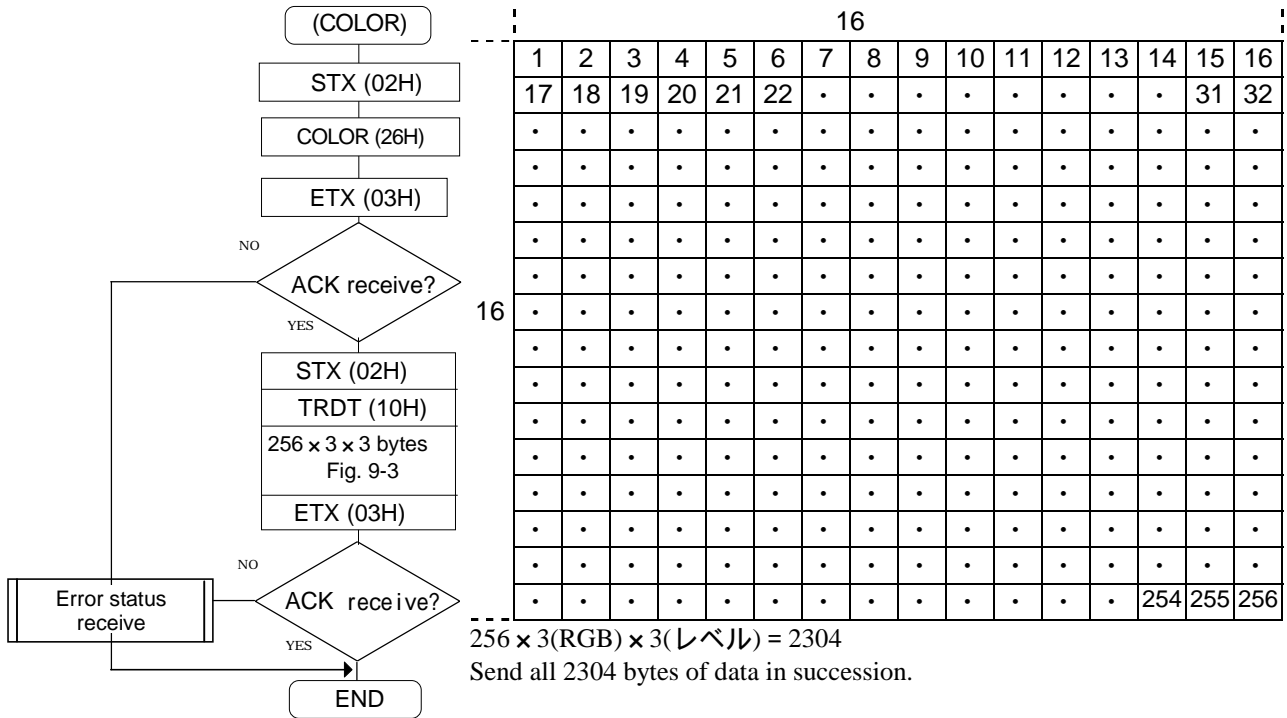 (COLOR)
STX (02H)
COLOR (26H)
ETX (03H)
NO
ACK receive?
YES
STX (02H)
TRDT (10H)
256 × 3 × 3 bytes
Fig. 9-3
ETX (03H)
NO
ACK receive?
Error status
receive
YES
END
16
16
1 2 3 4 5 6 7 8 9 10 11 12 13 14 15 16
17 18 19 20 21 22 · · · · · · · · 31 32
· · · · · · · · · · · · · · · ·
· · · · · · · · · · · · · · · ·
· · · · · · · · · · · · · · · ·
· · · · · · · · · · · · · · · ·
· · · · · · · · · · · · · · · ·
· · · · · · · · · · · · · · · ·
· · · · · · · · · · · · · · · ·
· · · · · · · · · · · · · · · ·
· · · · · · · · · · · · · · · ·
· · · · · · · · · · · · · · · ·
· · · · · · · · · · · · · · · ·
· · · · · · · · · · · · · · · ·
· · · · · · · · · · · · · · · ·
· · · · · · · · · · · · · 254 255 256
256 × 3(RGB) × 3(レベル) = 2304
Send all 2304 bytes of data in succession.